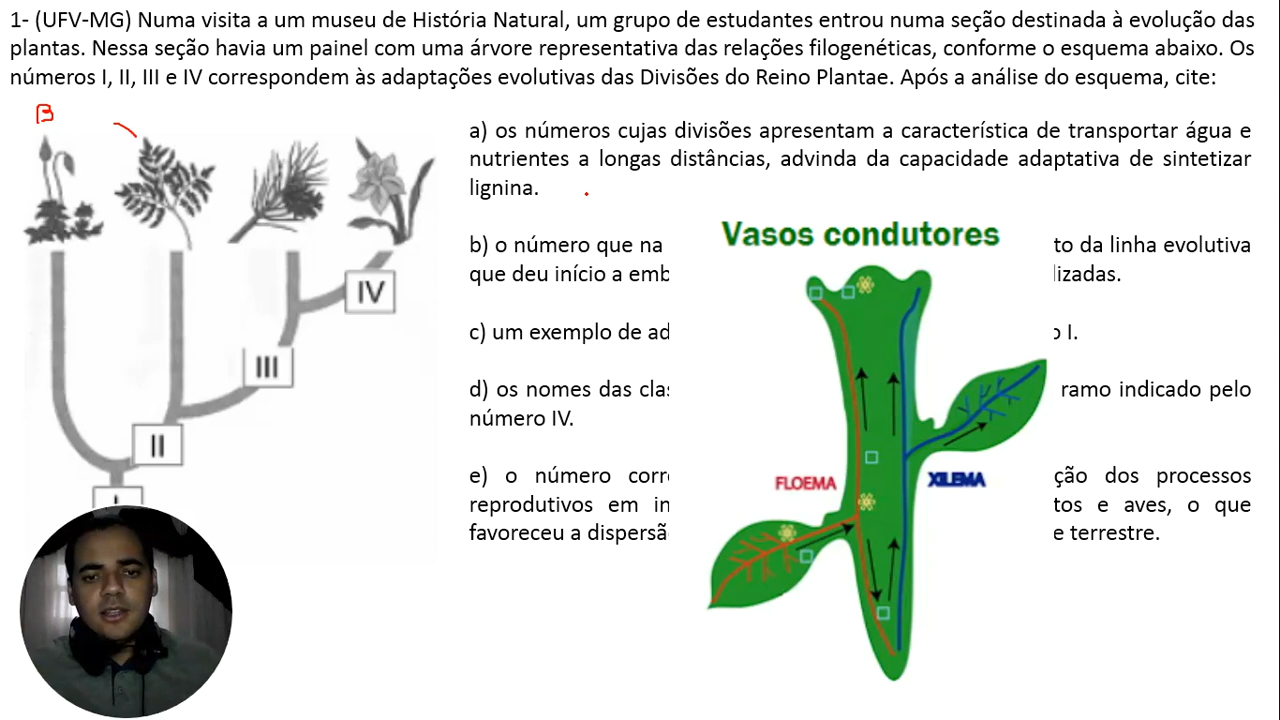 1- (UFV-MG) Numa visita a um museu de História Natural, um grupo de estudantes entrou numa seção destinada à evolução das
plantas. Nessa seção havia um painel com uma árvore representativa das relações filogenéticas, conforme o esquema abaixo. Os
números I, II, III e IV correspondem às adaptações evolutivas das Divisões do Reino Plantae. Após a análise do esquema, cite:
B
a) os números cujas divisões apresentam a característica de transportar água e
nutrientes a longas distâncias, advinda da capacidade adaptativa de sintetizar
lignina.
b) o número que na
to da linha evolutiva
que deu início a emb
lizadas.
c) um exemplo de ad
o I.
d) os nomes das clas
ramo indicado pelo
número IV.
e) o número corre
ção dos processos
reprodutivos em in
tos e aves, o que
favoreceu a dispersã
e terrestre.
Vasos condutores
FLOEMA
XILEMA
IV
III
II
I